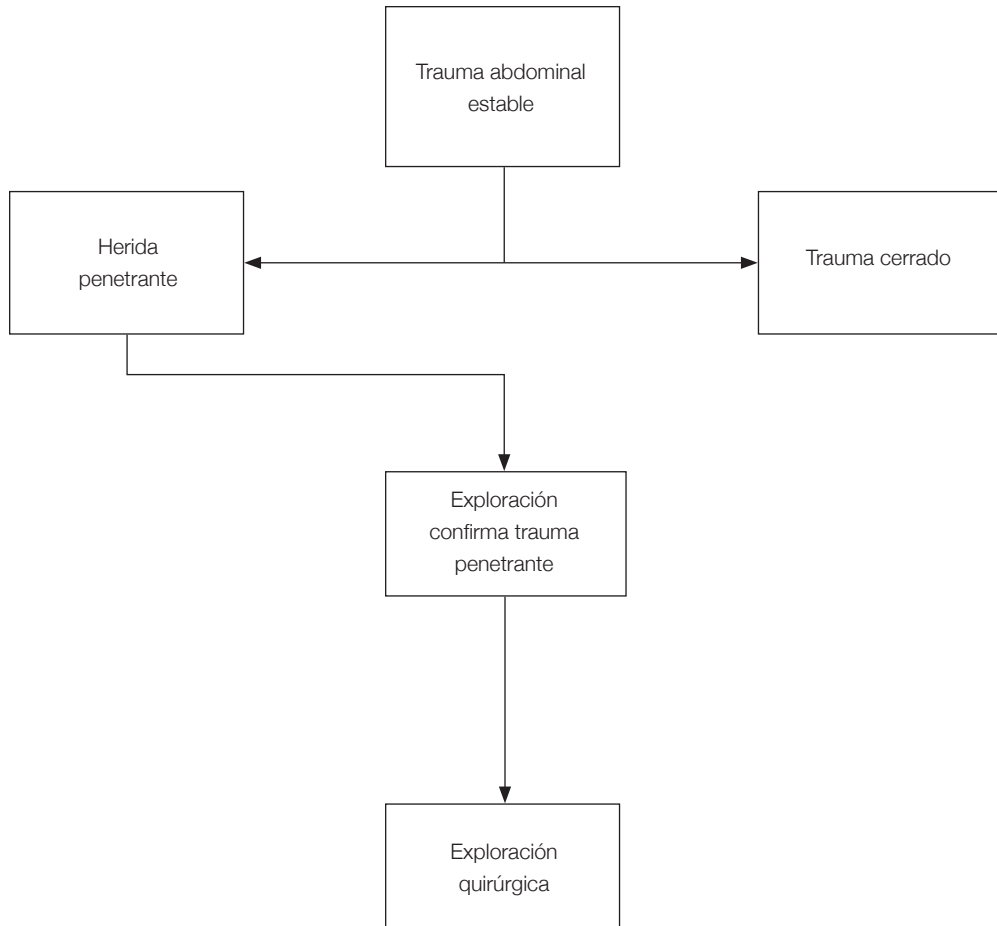 Trauma abdominal
estable
Herida
penetrante
Trauma cerrado
Exploración
confirma trauma
penetrante
Exploración
quirúrgica